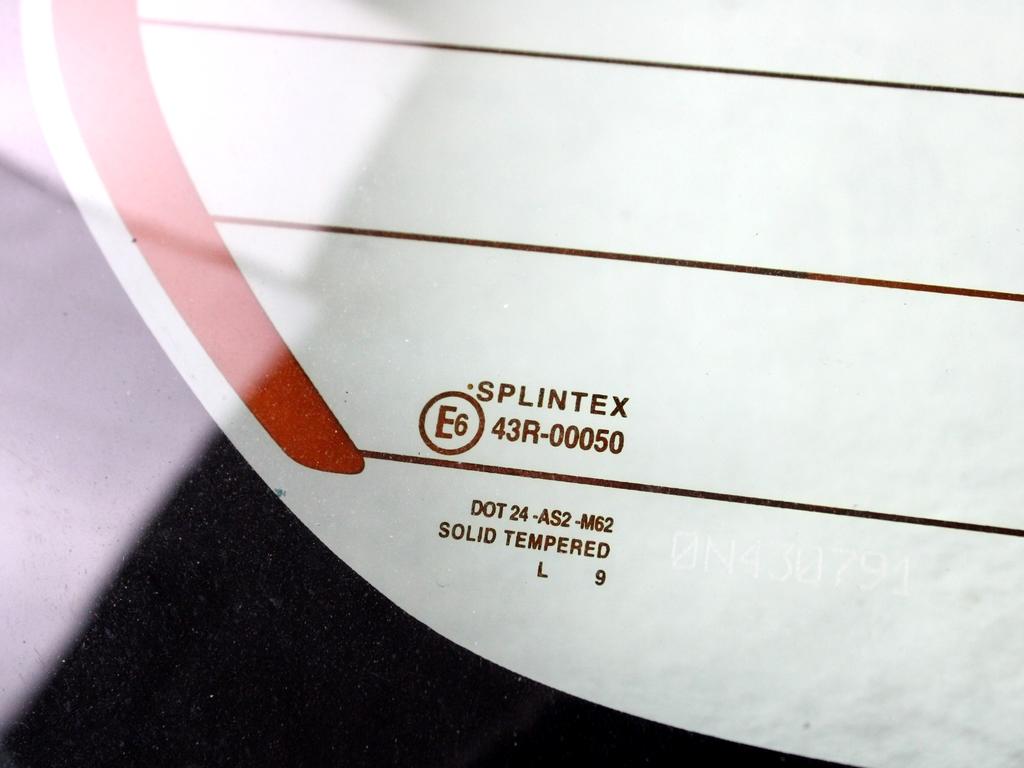 SPLINTEX
E6 43R-00050
DOT 24 -AS2 -M62
SOLID TEMPERED
L 9
0N430791